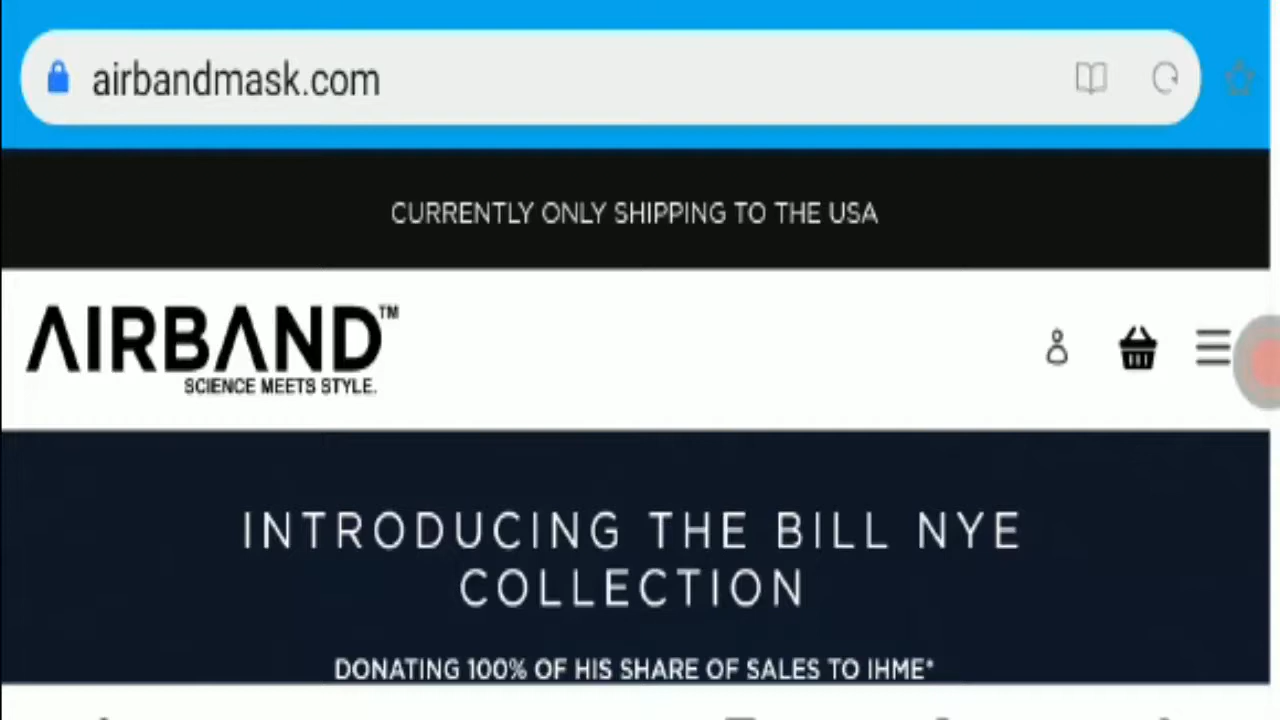 airbandmask.com
CURRENTLY ONLY SHIPPING TO THE USA
AIRBAND™
SCIENCE MEETS STYLE.
INTRODUCING THE BILL NYE
COLLECTION
DONATING 100% OF HIS SHARE OF SALES TO IHME*